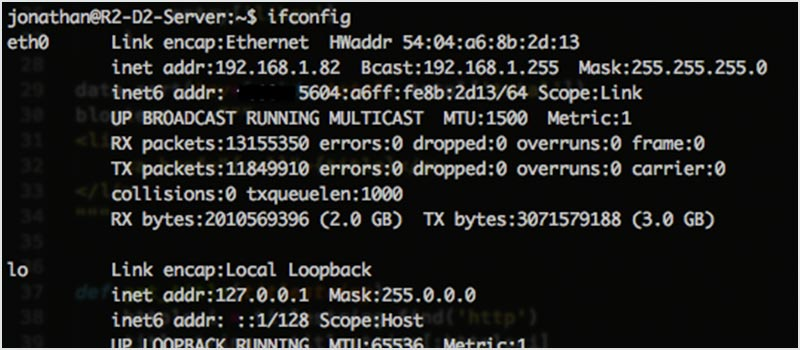 jonathan@R2-D2-Server:~$ ifconfig
eth0 Link encap:Ethernet HWaddr 54:04:a6:8b:2d:13
inet addr:192.168.1.82 Bcast:192.168.1.255 Mask:255.255.255.0
inet6 addr: 5604:a6ff:fe8b:2d13/64 Scope:Link
UP BROADCAST RUNNING MULTICAST MTU:1500 Metric:1
RX packets:13155350 errors:0 dropped:0 overruns:0 frame:0
TX packets:11849910 errors:0 dropped:0 overruns:0 carrier:0
collisions:0 txqueuelen:1000
RX bytes:2010569396 (2.0 GB) TX bytes:3071579188 (3.0 GB)
lo Link encap:Local Loopback
inet addr:127.0.0.1 Mask:255.0.0.0
inet6 addr: ::1/128 Scope:Host
UP LOOPBACK RUNNING MTU:65536 Metric:1